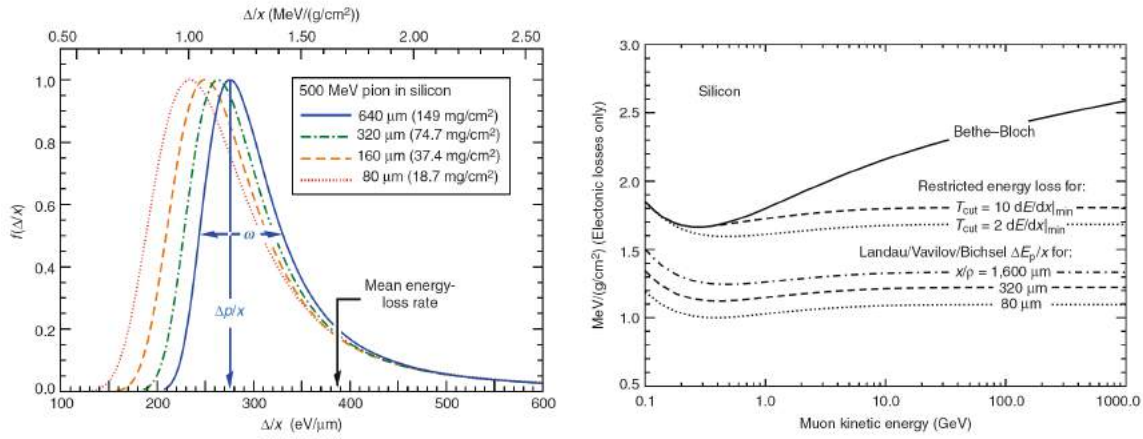 Δ/x (MeV/(g/cm²))
0.50 1.00 1.50 2.00 2.50
1.0
0.8
0.6
0.4
0.2
0.0
f(Δ/x)
500 MeV pion in silicon
640 μm (149 mg/cm²)
320 μm (74.7 mg/cm²)
160 μm (37.4 mg/cm²)
80 μm (18.7 mg/cm²)
ω
Δp/x
Mean energy-
loss rate
100 200 300 400 500 600
Δ/x (eV/μm)
MeV/(g/cm²) (Electonic losses only)
3.0
2.5
2.0
1.5
1.0
0.5
Silicon
Bethe–Bloch
Restricted energy loss for:
Tcut = 10 dE/dx|min
Tcut = 2 dE/dx|min
Landau/Vavilov/Bichsel ΔEp/x for:
x/ρ = 1,600 μm
320 μm
80 μm
0.1 1.0 10.0 100.0 1000.0
Muon kinetic energy (GeV)